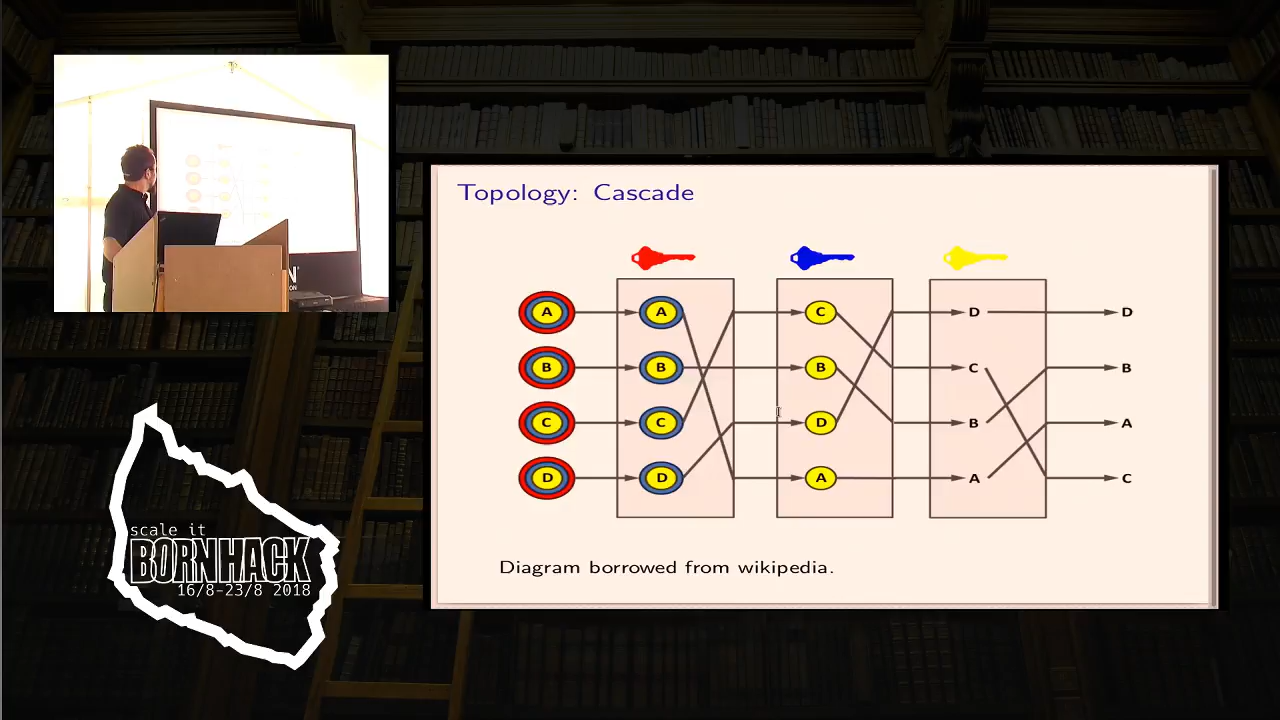 Topology: Cascade
A A C D D
B B B C B
C C D B A
D D A A C
Diagram borrowed from wikipedia.
scale it
BORNHACK
16/8-23/8 2018